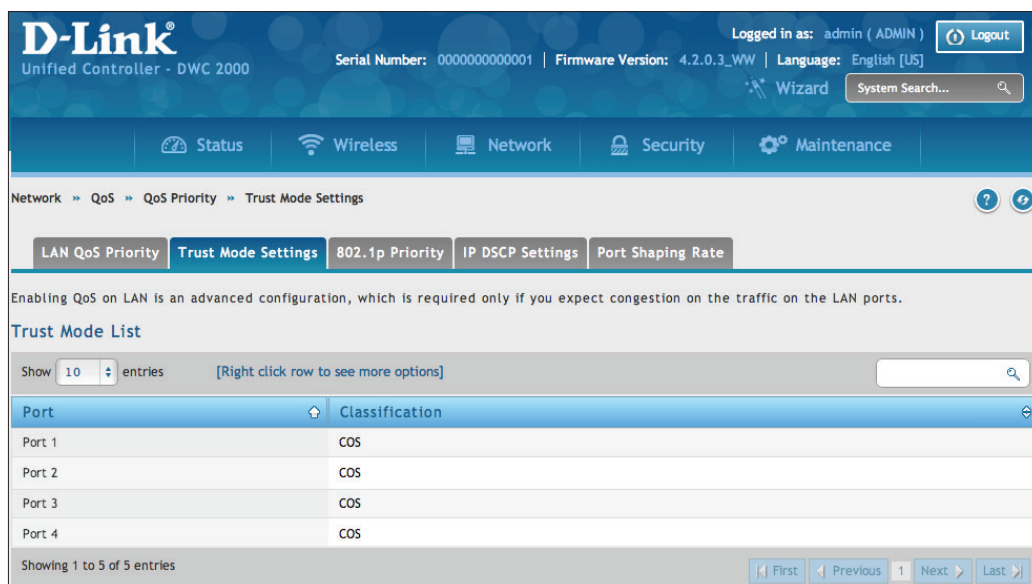 D-Link®
Unified Controller - DWC 2000
Logged in as: admin ( ADMIN ) Logout
Serial Number: 0000000000001 | Firmware Version: 4.2.0.3_WW | Language: English [US]
Wizard System Search...
Status Wireless Network Security Maintenance
Network » QoS » QoS Priority » Trust Mode Settings ?
LAN QoS Priority Trust Mode Settings 802.1p Priority IP DSCP Settings Port Shaping Rate
Enabling QoS on LAN is an advanced configuration, which is required only if you expect congestion on the traffic on the LAN ports.
Trust Mode List
Show 10 entries [Right click row to see more options]
Port Classification
Port 1 COS
Port 2 COS
Port 3 COS
Port 4 COS
Showing 1 to 5 of 5 entries First Previous 1 Next Last